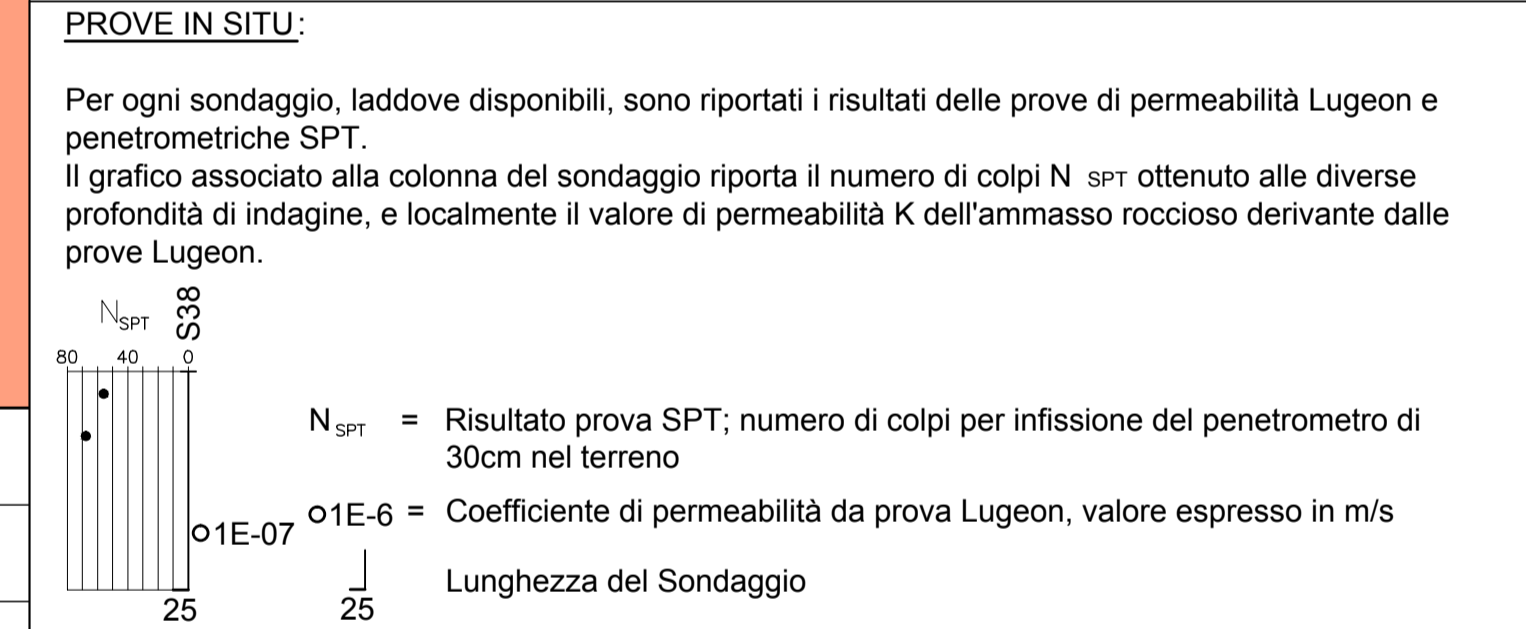 PROVE IN SITU:
Per ogni sondaggio, laddove disponibili, sono riportati i risultati delle prove di permeabilità Lugeon e
penetrometriche SPT.
Il grafico associato alla colonna del sondaggio riporta il numero di colpi N SPT ottenuto alle diverse
profondità di indagine, e localmente il valore di permeabilità K dell'ammasso roccioso derivante dalle
prove Lugeon.
NSPT S38
80 40 0
N SPT = Risultato prova SPT; numero di colpi per infissione del penetrometro di
30cm nel terreno
O1E-07 O1E-6 = Coefficiente di permeabilità da prova Lugeon, valore espresso in m/s
Lunghezza del Sondaggio
25 25